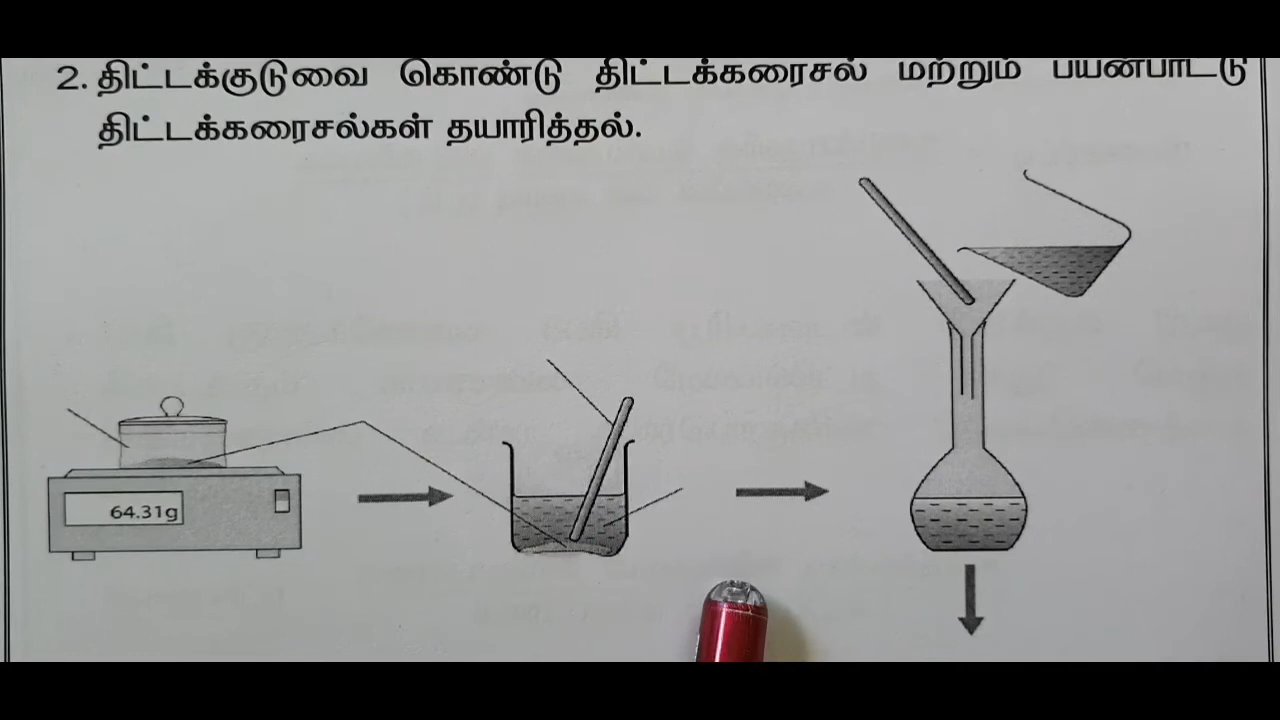 2. திட்டக்குடுவை கொண்டு திட்டக்கரைசல் மற்றும் பயன்பாட்டு
திட்டக்கரைசல்கள் தயாரித்தல்.
64.31g